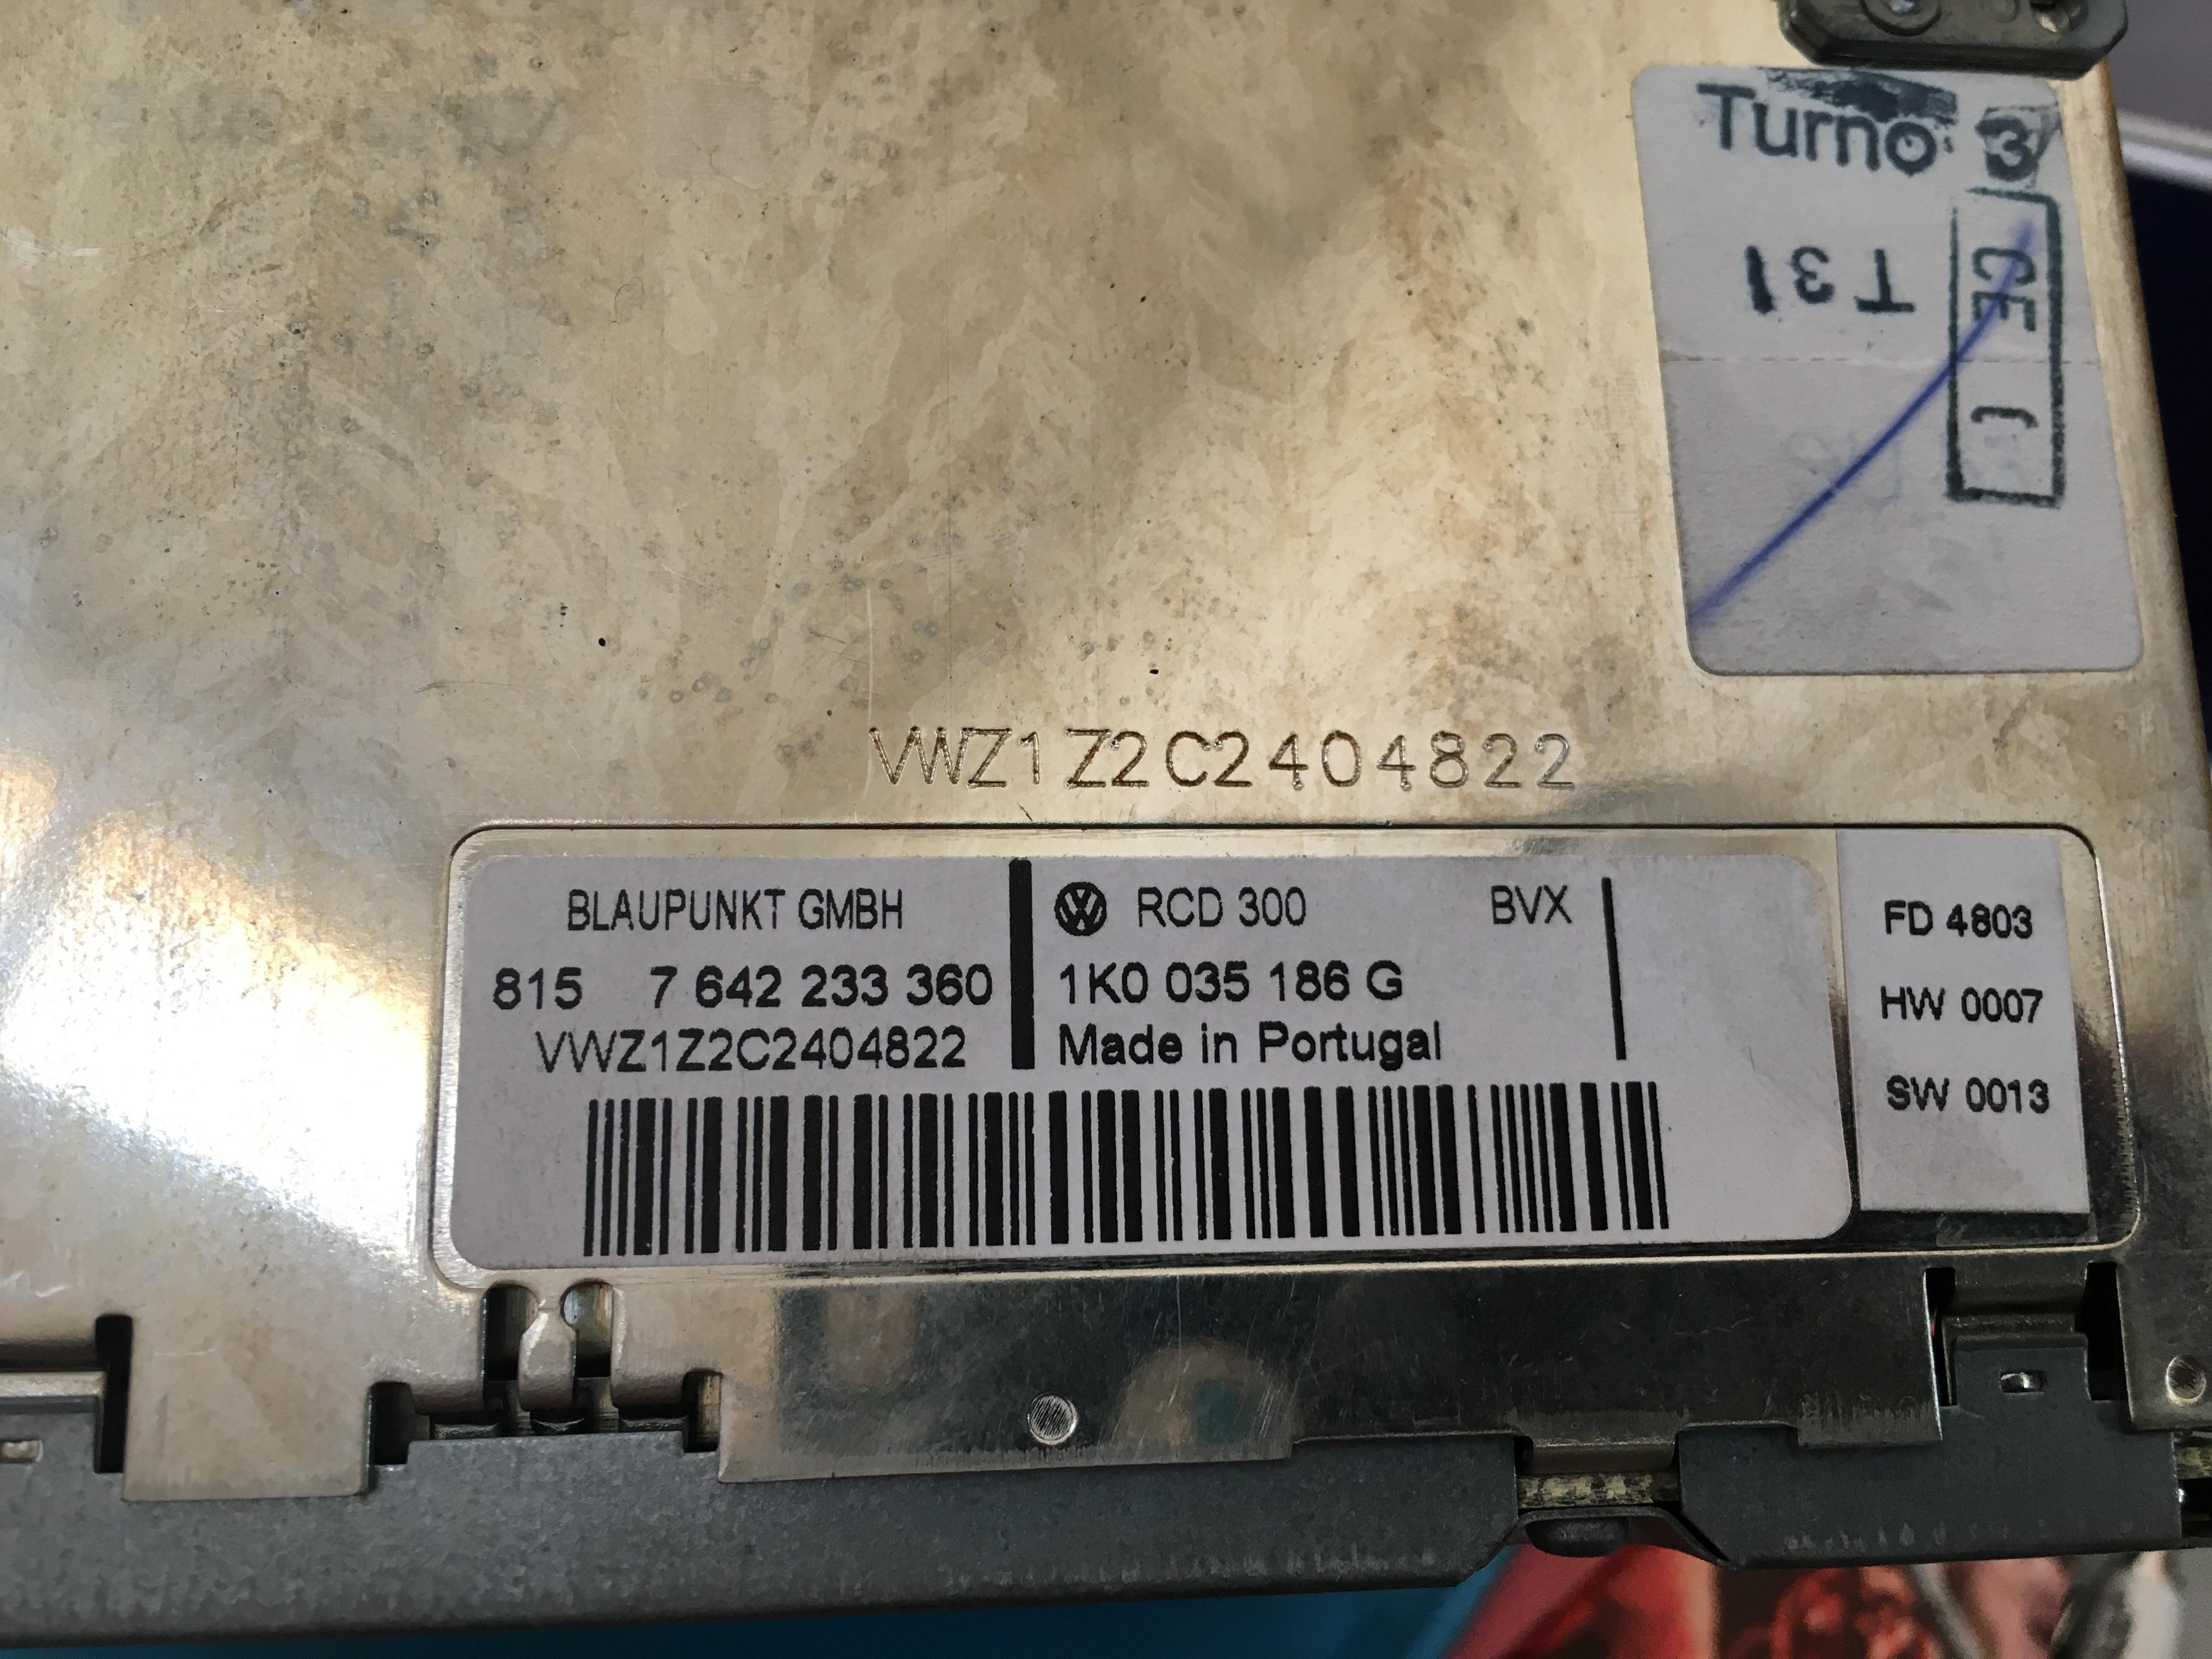 Turno 3
T31
CE
VWZ1Z2C2404822
BLAUPUNKT GMBH
815 7 642 233 360
VWZ1Z2C2404822
RCD 300 BVX
1K0 035 186 G
Made in Portugal
FD 4803
HW 0007
SW 0013